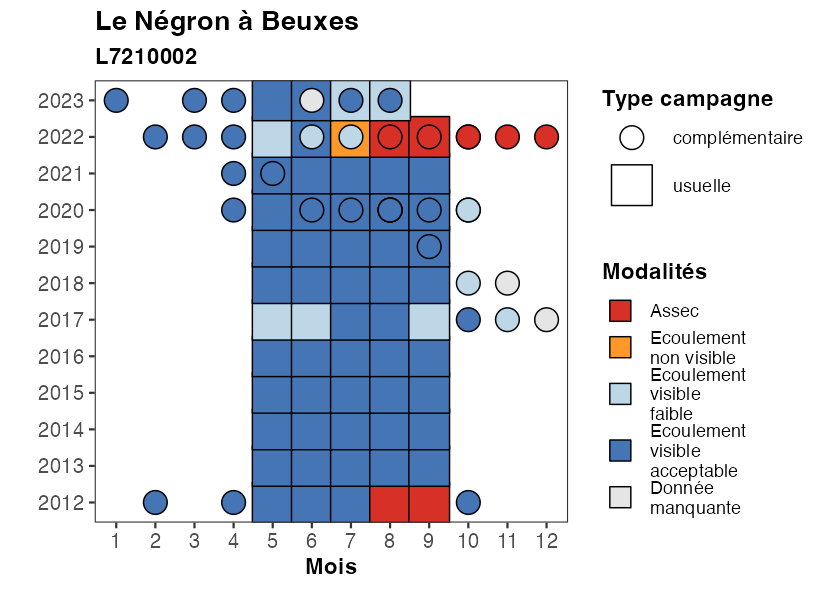 Le Négron à Beuxes
L7210002
2023
2022
2021
2020
2019
2018
2017
2016
2015
2014
2013
2012
1 2 3 4 5 6 7 8 9 10 11 12
Mois
Type campagne
complémentaire
usuelle
Modalités
Assec
Ecoulement
non visible
Ecoulement
visible
faible
Ecoulement
visible
acceptable
Donnée
manquante